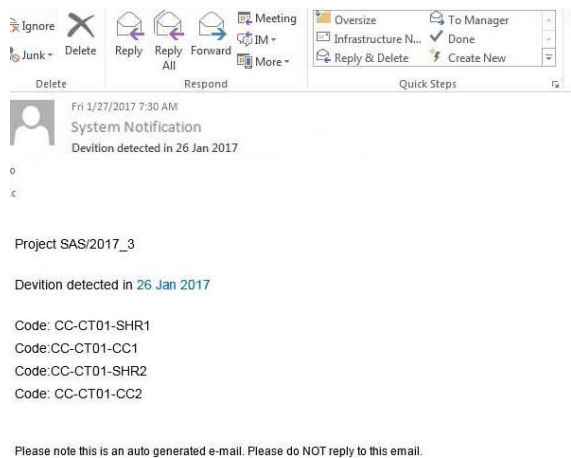 Ignore
Junk
Delete
Reply
Reply All
Forward
Meeting
IM
More
Oversize
Infrastructure N...
Reply & Delete
To Manager
Done
Create New
Delete
Respond
Quick Steps
Fri 1/27/2017 7:30 AM
System Notification
Devition detected in 26 Jan 2017
Project SAS/2017_3
Devition detected in 26 Jan 2017
Code: CC-CT01-SHR1
Code:CC-CT01-CC1
Code:CC-CT01-SHR2
Code: CC-CT01-CC2
Please note this is an auto generated e-mail. Please do NOT reply to this email.